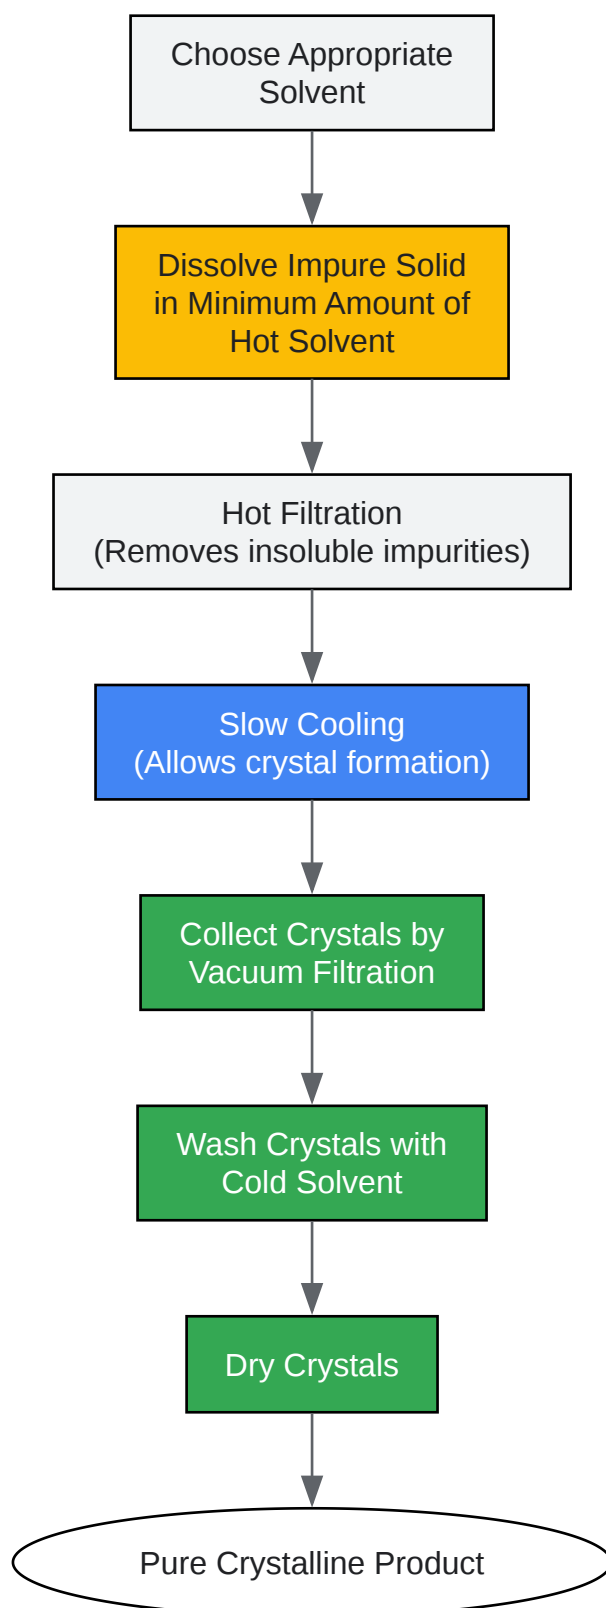 Choose Appropriate
Solvent
Dissolve Impure Solid
in Minimum Amount of
Hot Solvent
Hot Filtration
(Removes insoluble impurities)
Slow Cooling
(Allows crystal formation)
Collect Crystals by
Vacuum Filtration
Wash Crystals with
Cold Solvent
Dry Crystals
Pure Crystalline Product